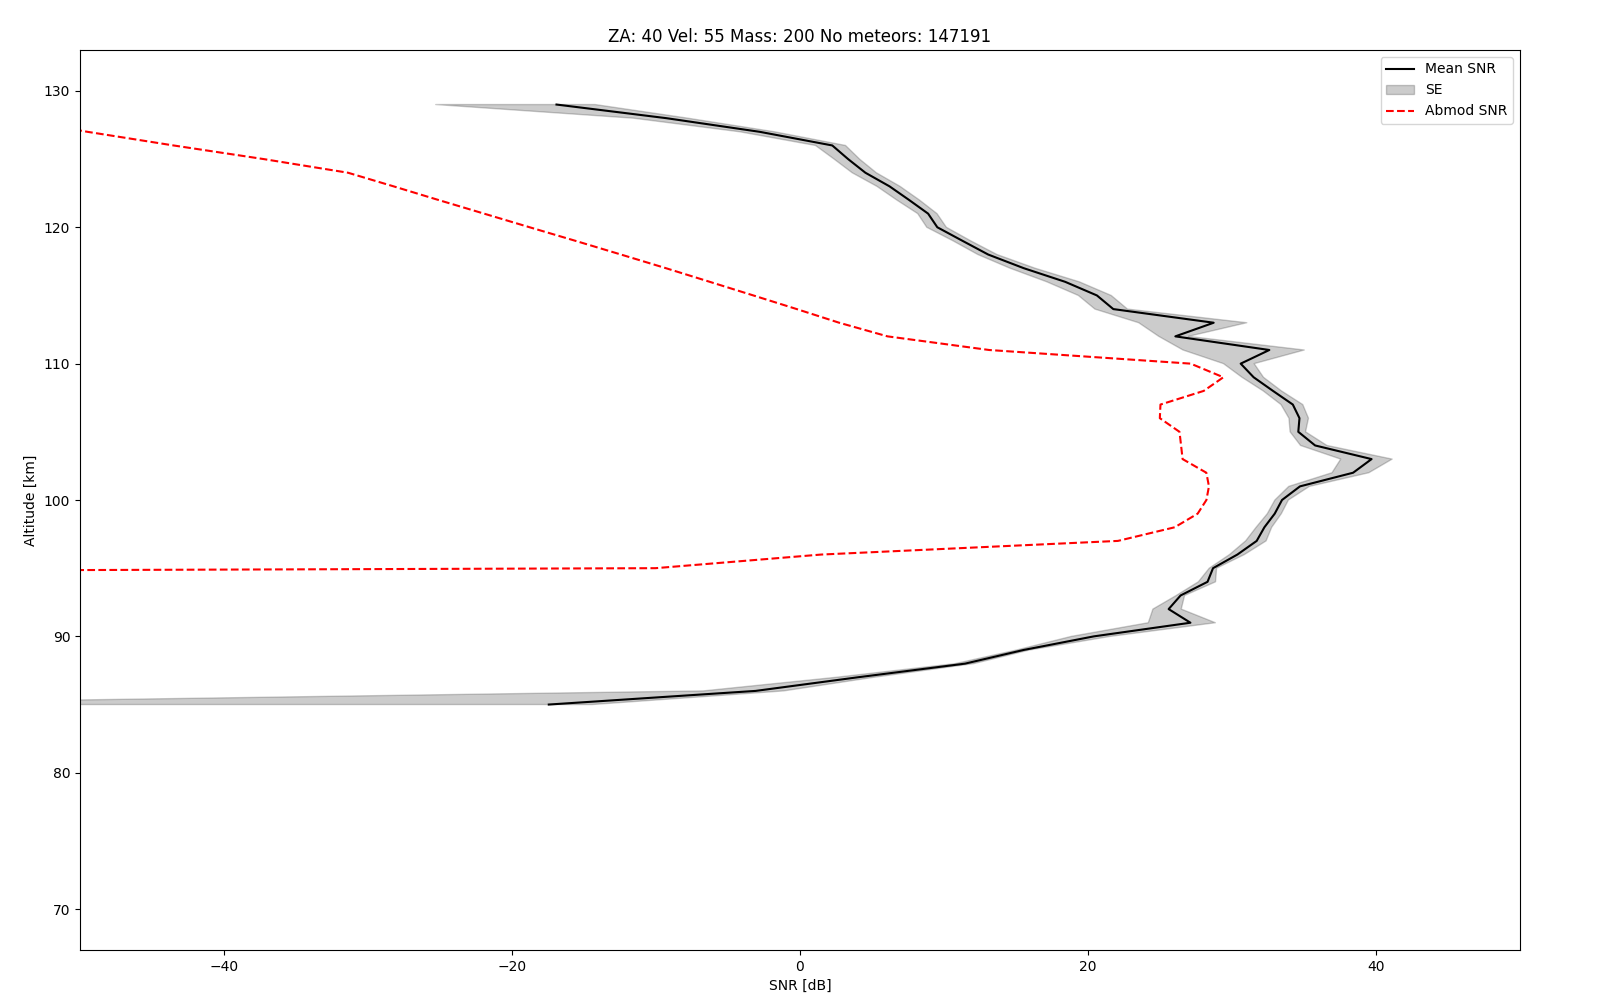 ZA: 40 Vel: 55 Mass: 200 No meteors: 147191
Mean SNR
SE
Abmod SNR
130
120
110
100
90
80
70
Altitude [km]
−40
−20
0
20
40
SNR [dB]